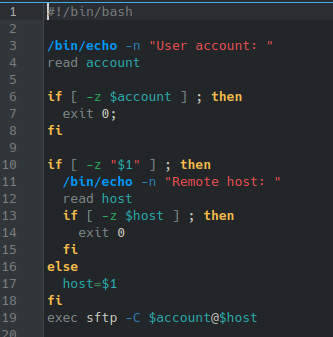 1 #!/bin/bash
2
3 /bin/echo -n "User account: "
4 read account
5
6 if [ -z $account ] ; then
7   exit 0;
8 fi
9
10 if [ -z "$1" ] ; then
11   /bin/echo -n "Remote host: "
12   read host
13   if [ -z $host ] ; then
14     exit 0
15   fi
16 else
17   host=$1
18 fi
19 exec sftp -C $account@$host
20